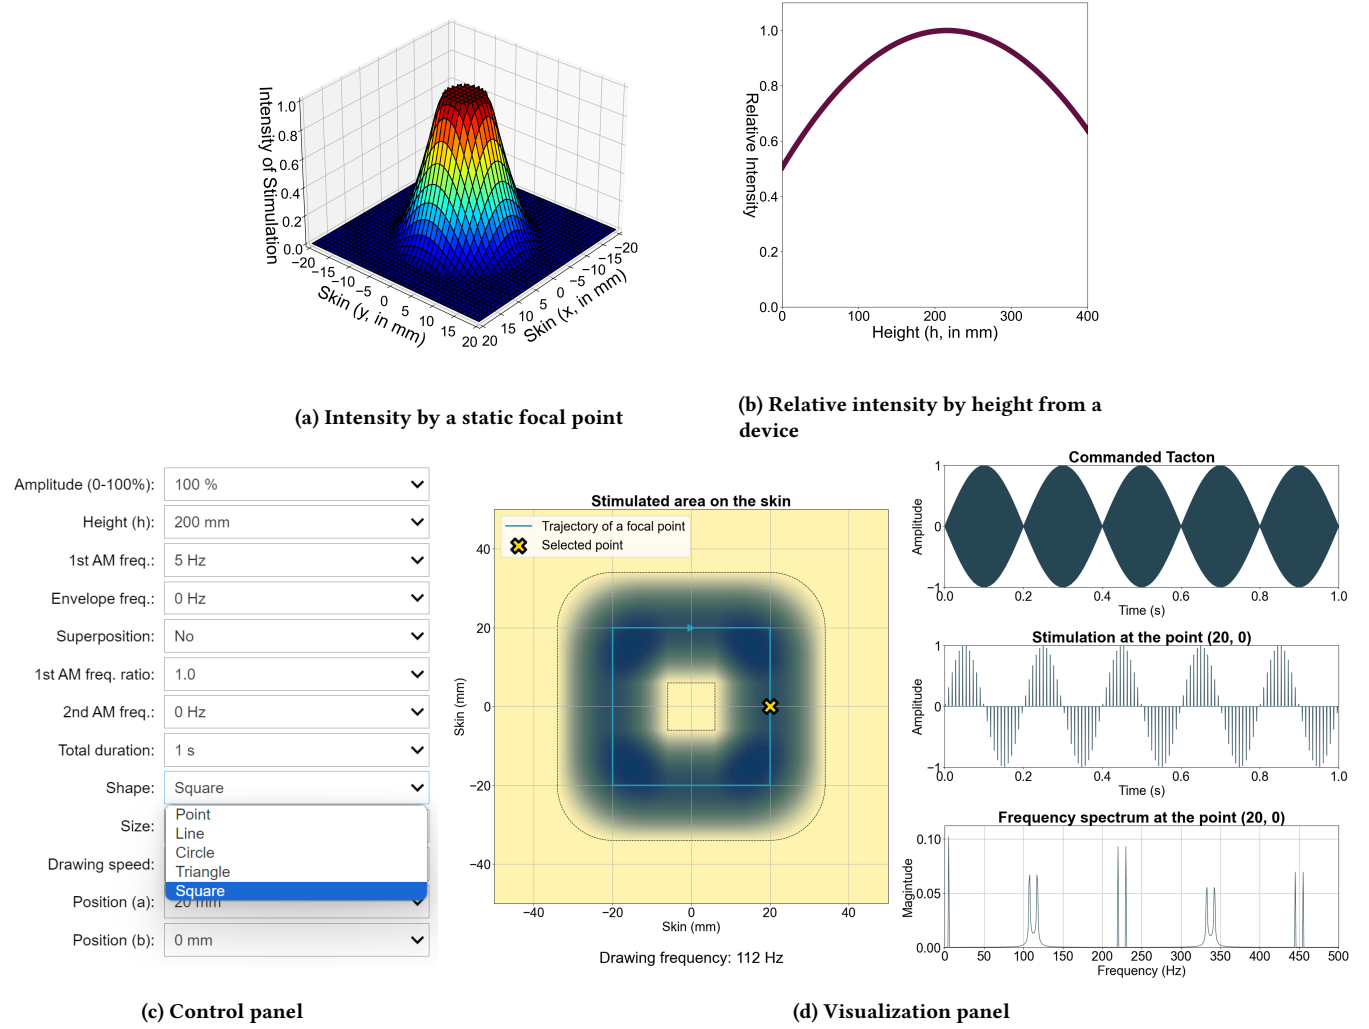 Intensity of Stimulation
1.0
0.8
0.6
0.4
0.2
0.0
−20
−15
−10
−5
0
5
10
15
20
Skin (y, in mm)
20
15
10
5
0
−5
−10
−15
−20
Skin (x, in mm)
(a) Intensity by a static focal point
Relative Intensity
1.0
0.8
0.6
0.4
0.2
0.0
0 100 200 300 400
Height (h, in mm)
(b) Relative intensity by height from a
device
Amplitude (0-100%): 100 %
Height (h): 200 mm
1st AM freq.: 5 Hz
Envelope freq.: 0 Hz
Superposition: No
1st AM freq. ratio: 1.0
2nd AM freq.: 0 Hz
Total duration: 1 s
Shape: Square
Point
Line
Circle
Triangle
Square
Size:
Drawing speed:
Position (a): 20 mm
Position (b): 0 mm
(c) Control panel
Stimulated area on the skin
Trajectory of a focal point
Selected point
Skin (mm)
40
20
0
−20
−40
−40 −20 0 20 40
Skin (mm)
Drawing frequency: 112 Hz
Commanded Tacton
Amplitude
1
0
−1
0.0 0.2 0.4 0.6 0.8 1.0
Time (s)
Stimulation at the point (20, 0)
Amplitude
1
0
−1
0.0 0.2 0.4 0.6 0.8 1.0
Time (s)
Frequency spectrum at the point (20, 0)
Magintude
0.10
0.05
0.00
0 50 100 150 200 250 300 350 400 450 500
Frequency (Hz)
(d) Visualization panel